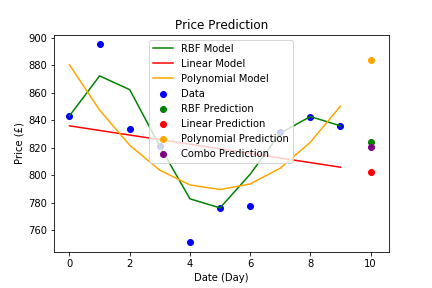 Price Prediction
900
880
860
840
820
800
780
760
Price (£)
RBF Model
Linear Model
Polynomial Model
Data
RBF Prediction
Linear Prediction
Polynomial Prediction
Combo Prediction
0
2
4
6
8
10
Date (Day)